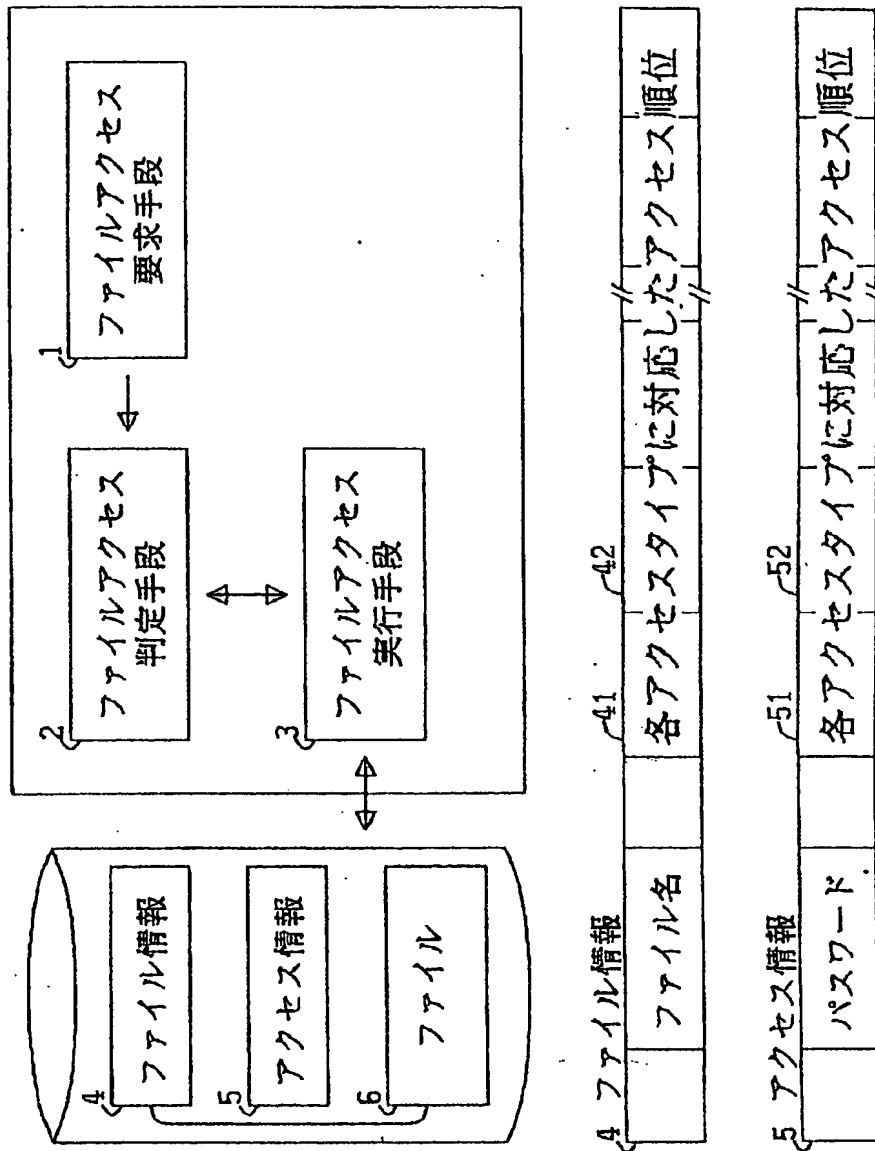 1
ファイルアクセス
要求手段
2
ファイルアクセス
判定手段
3
ファイルアクセス
実行手段
4
ファイル情報
5
アクセス情報
6
ファイル
4 ファイル情報
41
42
ファイル名
各アクセスタイプに対応したアクセス順位
5 アクセス情報
51
52
パスワード
各アクセスタイプに対応したアクセス順位